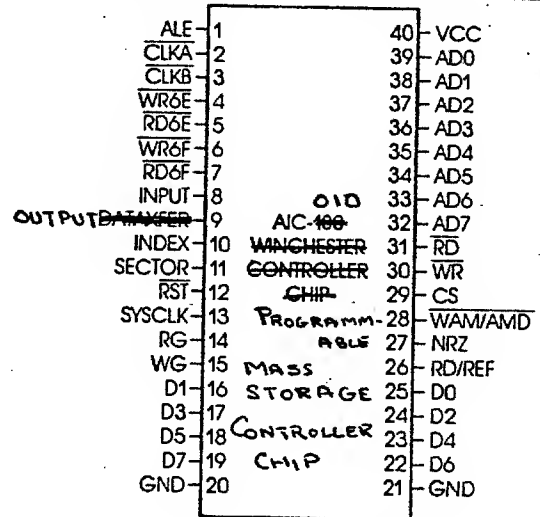 ALE 1 40 VCC
CLKA 2 39 AD0
CLKB 3 38 AD1
WR6E 4 37 AD2
RD6E 5 36 AD3
WR6F 6 35 AD4
RD6F 7 34 AD5
INPUT 8 010 33 AD6
OUTPUT DATAXFER 9 AIC-100 32 AD7
INDEX 10 WINCHESTER 31 RD
SECTOR 11 CONTROLLER 30 WR
RST 12 CHIP 29 CS
SYSCLK 13 PROGRAMM- 28 WAM/AMD
RG 14 ABLE 27 NRZ
WG 15 MASS 26 RD/REF
D1 16 STORAGE 25 D0
D3 17 24 D2
D5 18 CONTROLLER 23 D4
D7 19 CHIP 22 D6
GND 20 21 GND